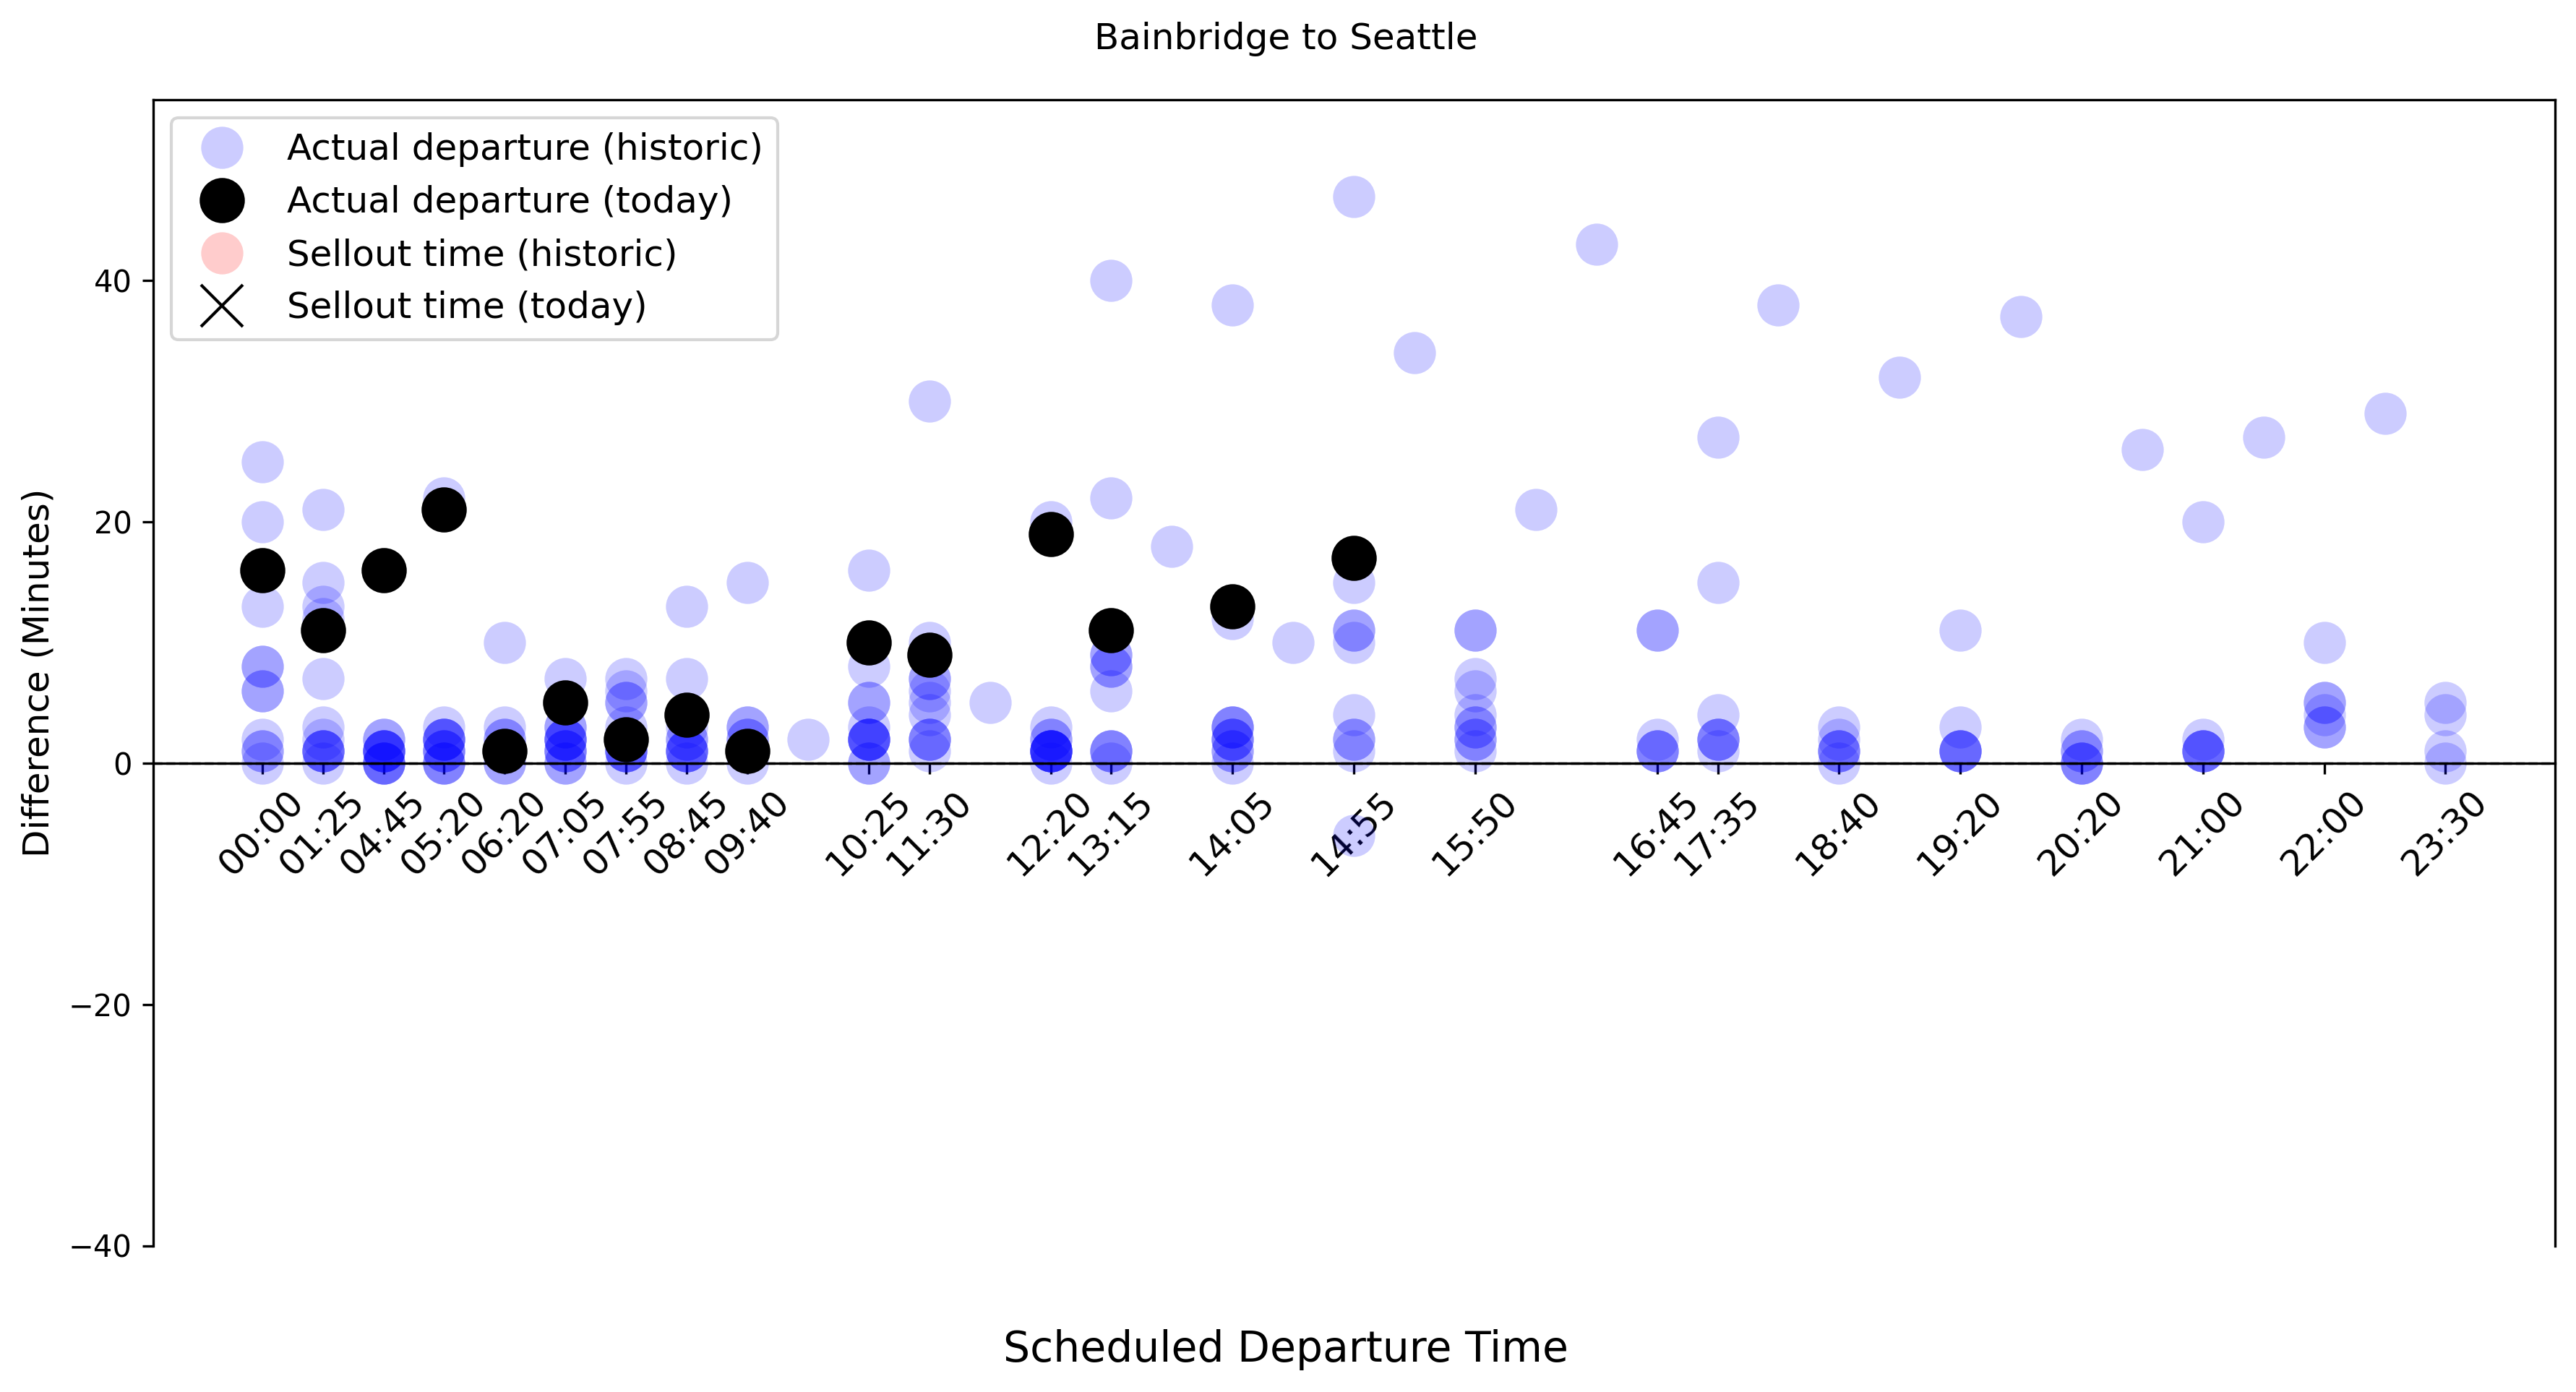 Bainbridge to Seattle
Actual departure (historic)
Actual departure (today)
Sellout time (historic)
Sellout time (today)
Difference (Minutes)
40
20
0
−20
−40
00:00 01:25 04:45 05:20 06:20 07:05 07:55 08:45 09:40 10:25 11:30 12:20 13:15 14:05 14:55 15:50 16:45 17:35 18:40 19:20 20:20 21:00 22:00 23:30
Scheduled Departure Time